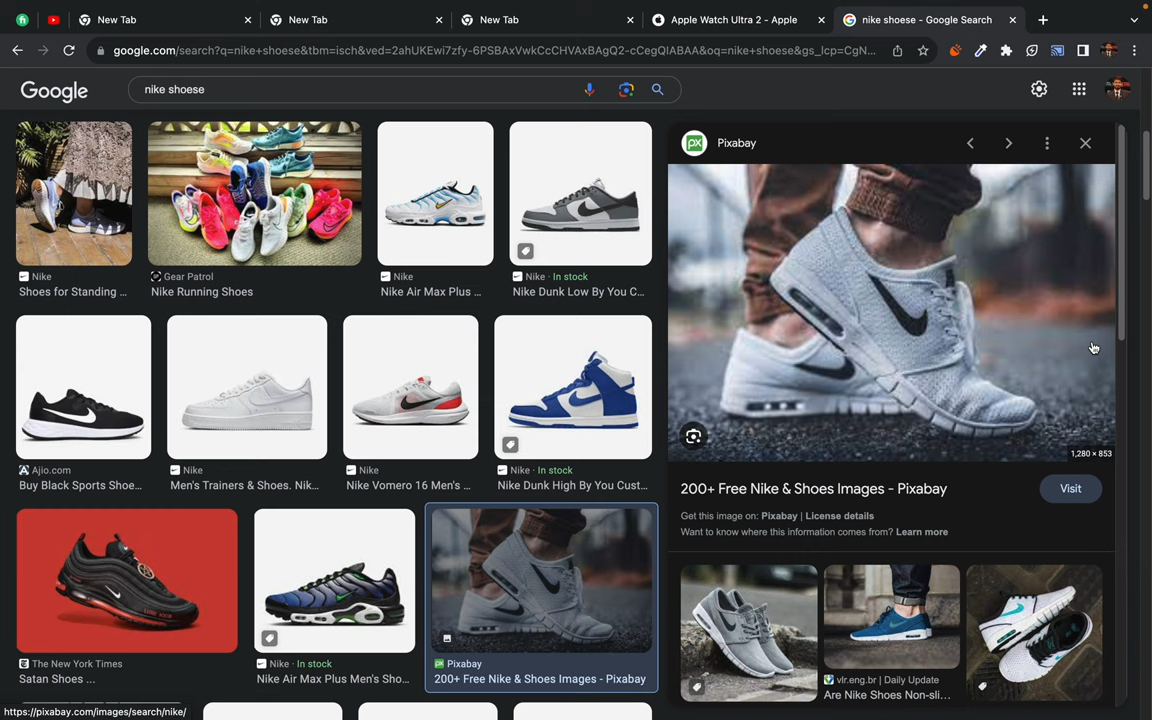 New Tab
New Tab
New Tab
Apple Watch Ultra 2 - Apple
nike shoese - Google Search
google.com/search?q=nike+shoese&tbm=isch&ved=2ahUKEwi7zfy-6PSBAxVwkCcCHVAxBAgQ2-cCegQIABAA&oq=nike+shoese&gs_lcp=CgN...
Google
nike shoese
Nike
Shoes for Standing ...
Gear Patrol
Nike Running Shoes
Nike
Nike Air Max Plus ...
Nike · In stock
Nike Dunk Low By You C...
Ajio.com
Buy Black Sports Shoe...
Nike
Men's Trainers & Shoes. Nik...
Nike
Nike Vomero 16 Men's ...
Nike · In stock
Nike Dunk High By You Cust...
The New York Times
Satan Shoes ...
Nike · In stock
Nike Air Max Plus Men's Sho...
Pixabay
200+ Free Nike & Shoes Images - Pixabay
https://pixabay.com/images/search/nike/
px
Pixabay
1,280 × 853
200+ Free Nike & Shoes Images - Pixabay
Visit
Get this image on: Pixabay | License details
Want to know where this information comes from? Learn more
vlr.eng.br | Daily Update
Are Nike Shoes Non-sli...